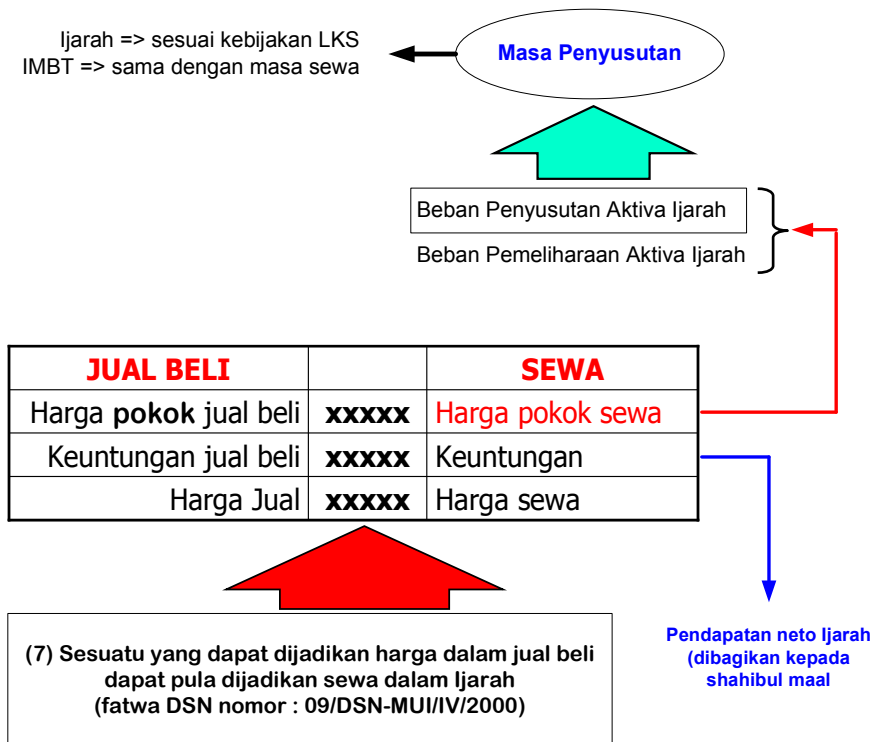 Ijarah => sesuai kebijakan LKS
IMBT => sama dengan masa sewa
Masa Penyusutan
Beban Penyusutan Aktiva Ijarah
Beban Pemeliharaan Aktiva Ijarah
JUAL BELI SEWA
Harga pokok jual beli xxxxx Harga pokok sewa
Keuntungan jual beli xxxxx Keuntungan
Harga Jual xxxxx Harga sewa
(7) Sesuatu yang dapat dijadikan harga dalam jual beli
dapat pula dijadikan sewa dalam Ijarah
(fatwa DSN nomor : 09/DSN-MUI/IV/2000)
Pendapatan neto Ijarah
(dibagikan kepada
shahibul maal